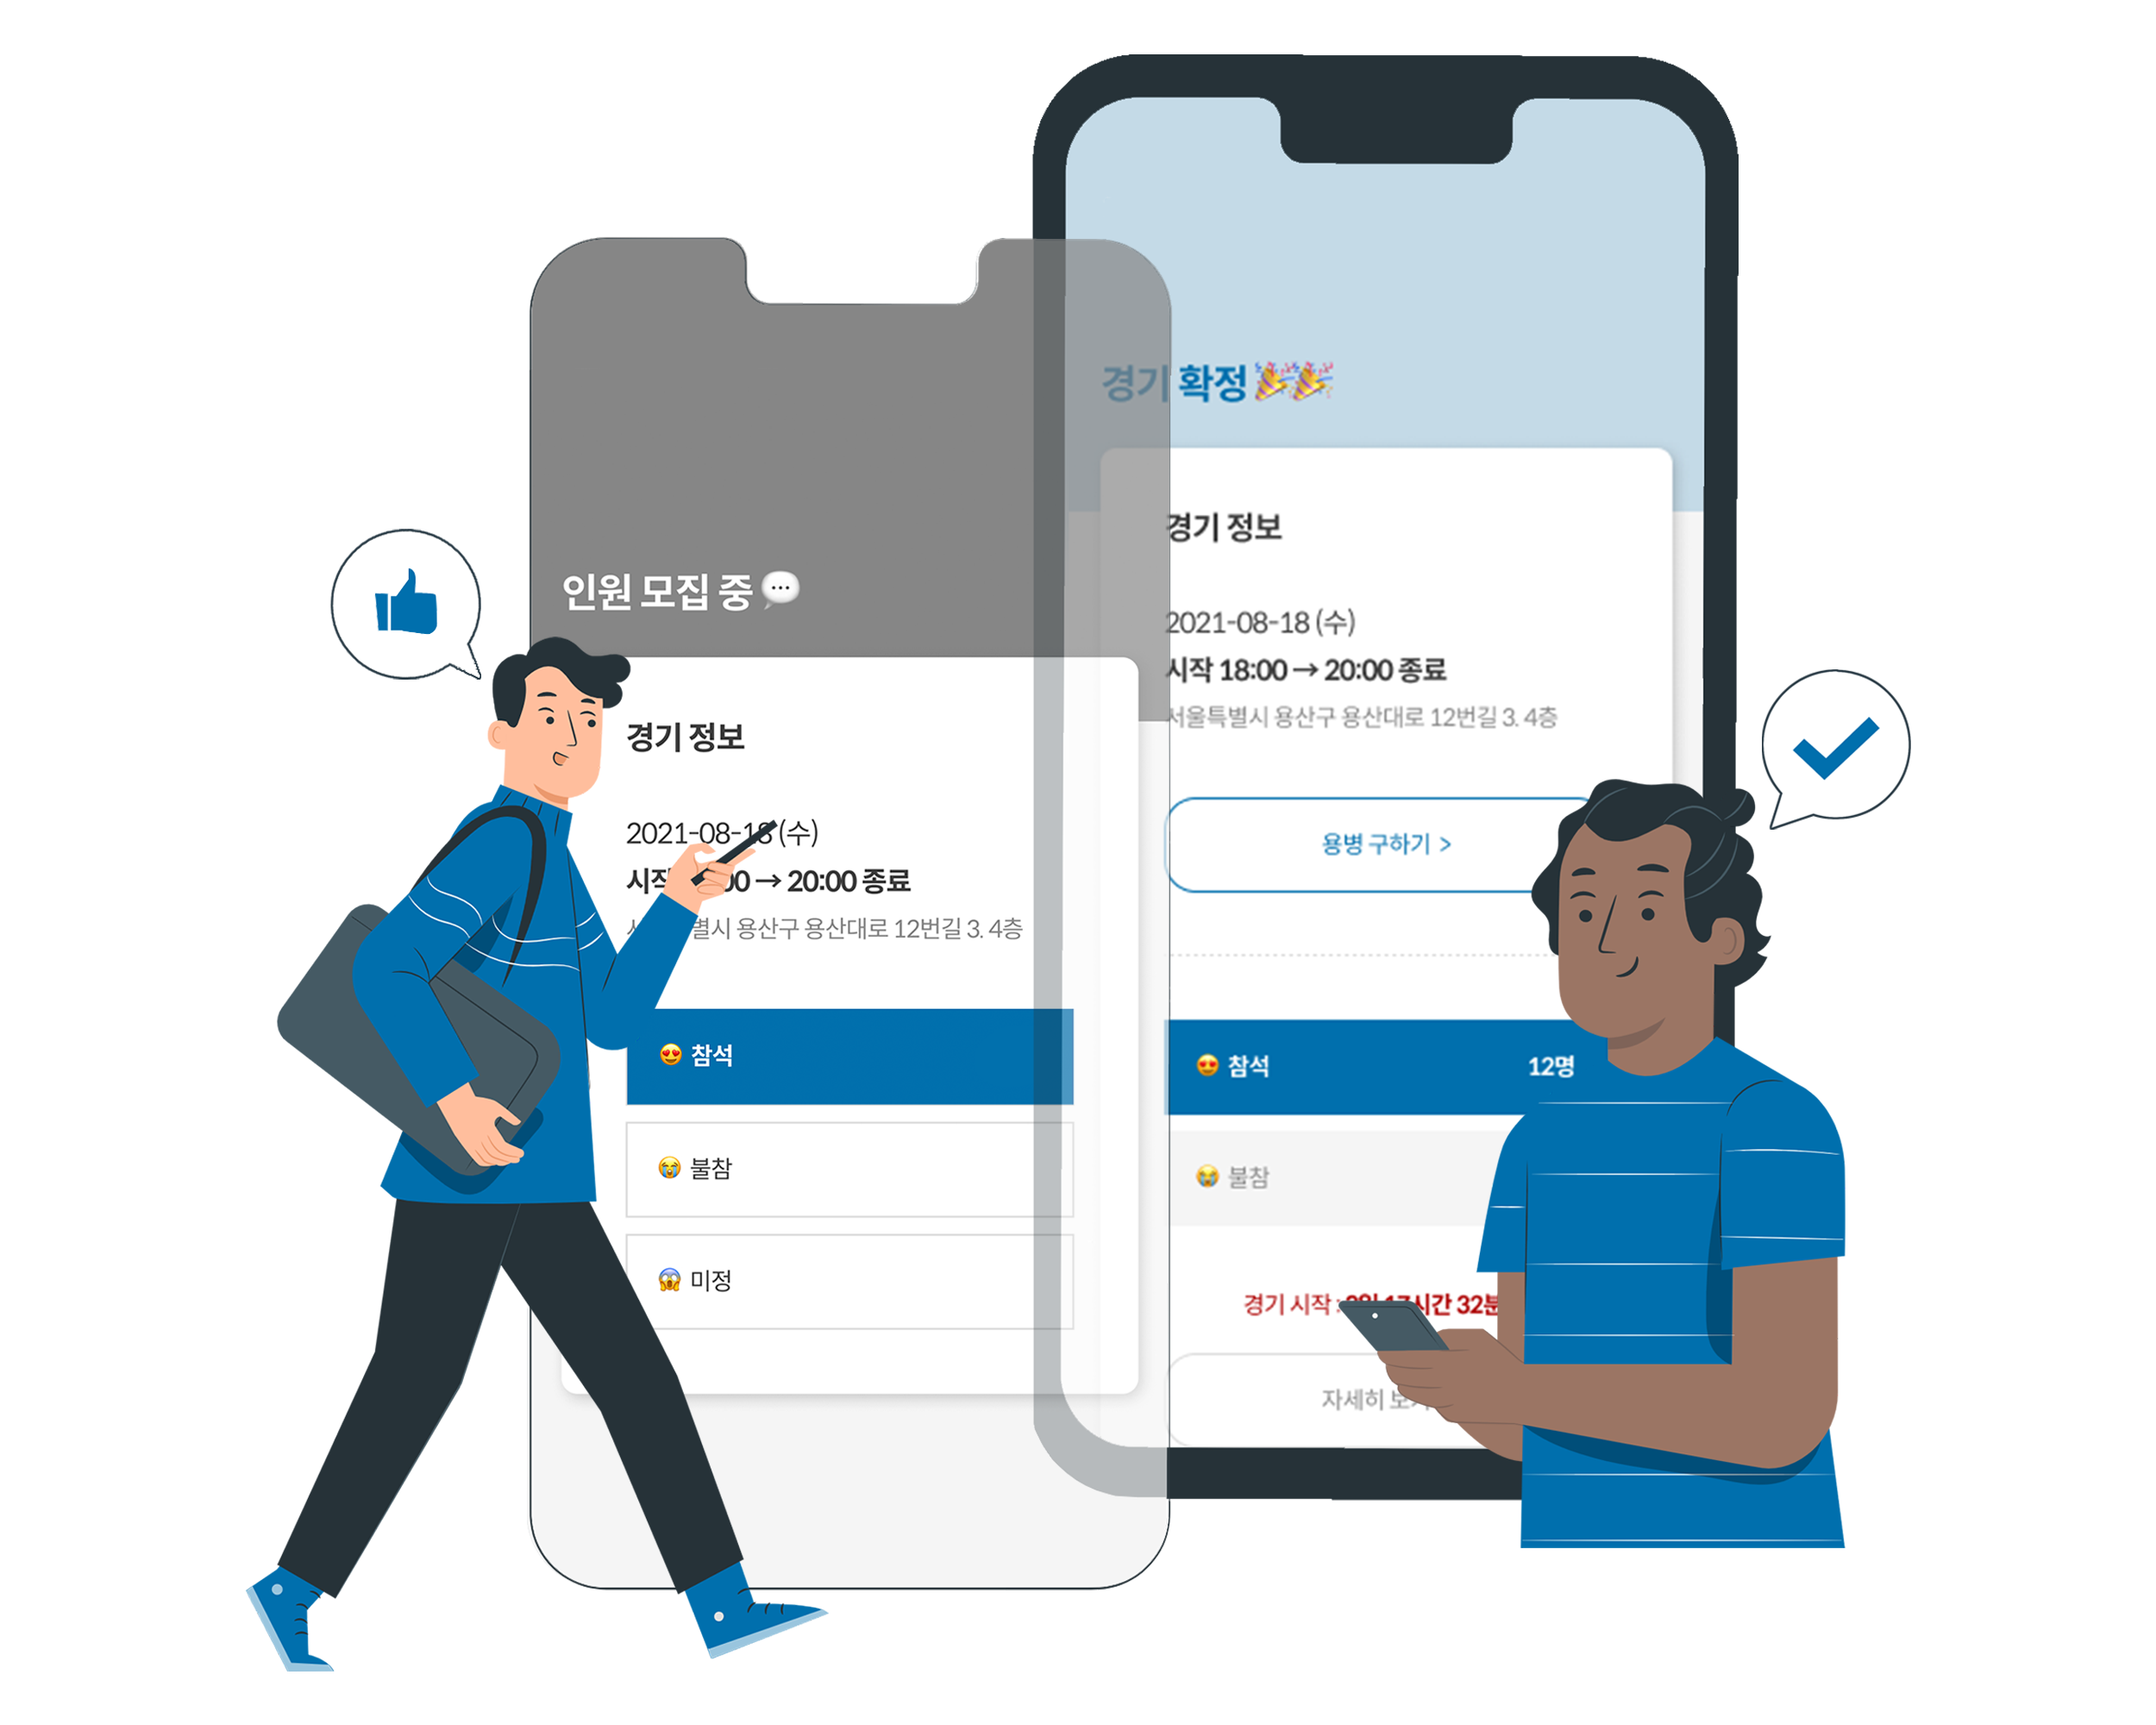 인원 모집 중 💬
경기 정보
2021-08-18 (수)
시작 00 → 20:00 종료
별시 용산구 용산대로 12번길 3. 4층
😍 참석
😭 불참
😱 미정
경기 확정 🎉🎉
경기 정보
2021-08-18 (수)
시작 18:00 → 20:00 종료
서울특별시 용산구 용산대로 12번길 3. 4층
용병 구하기 >
😍 참석 12명
😭 불참
경기 시작 : 시간 32분
자세히